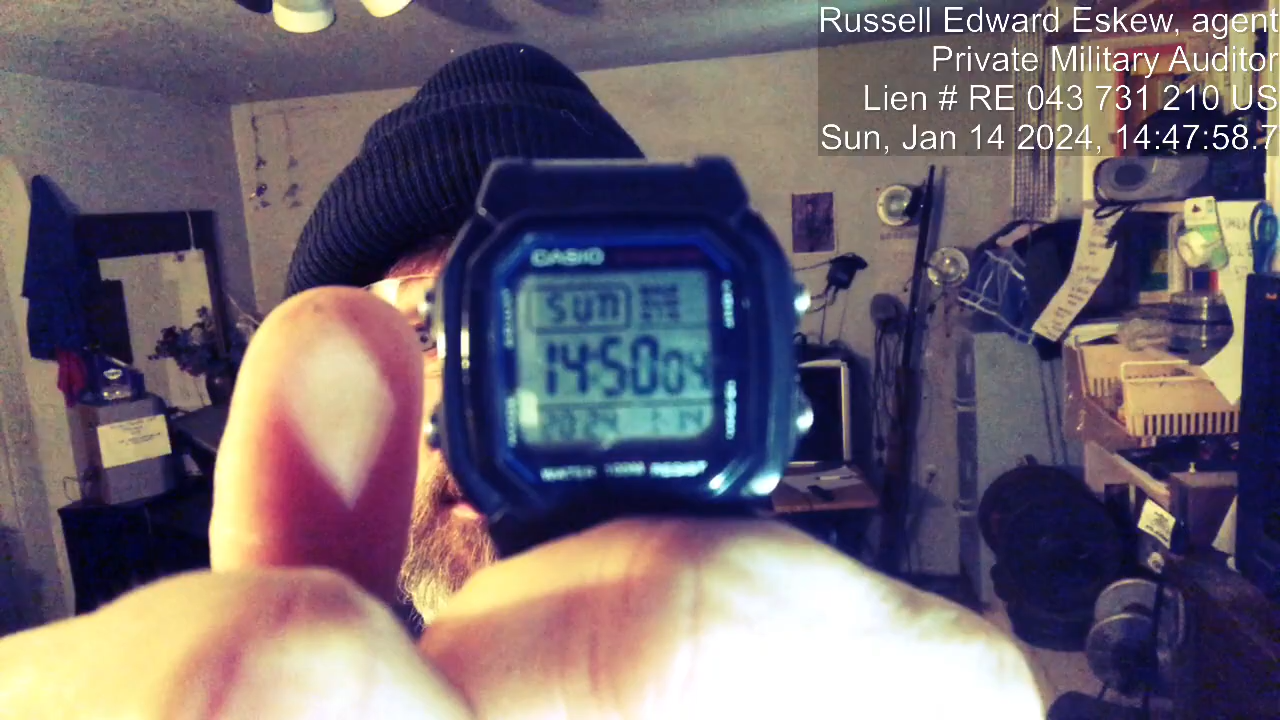 Russell Edward Eskew, agent
Private Military Auditor
Lien # RE 043 731 210 US
Sun, Jan 14 2024, 14:47:58.7
CASIO
SUN
14:50 04
2024 1-14
WATER 100M RESIST